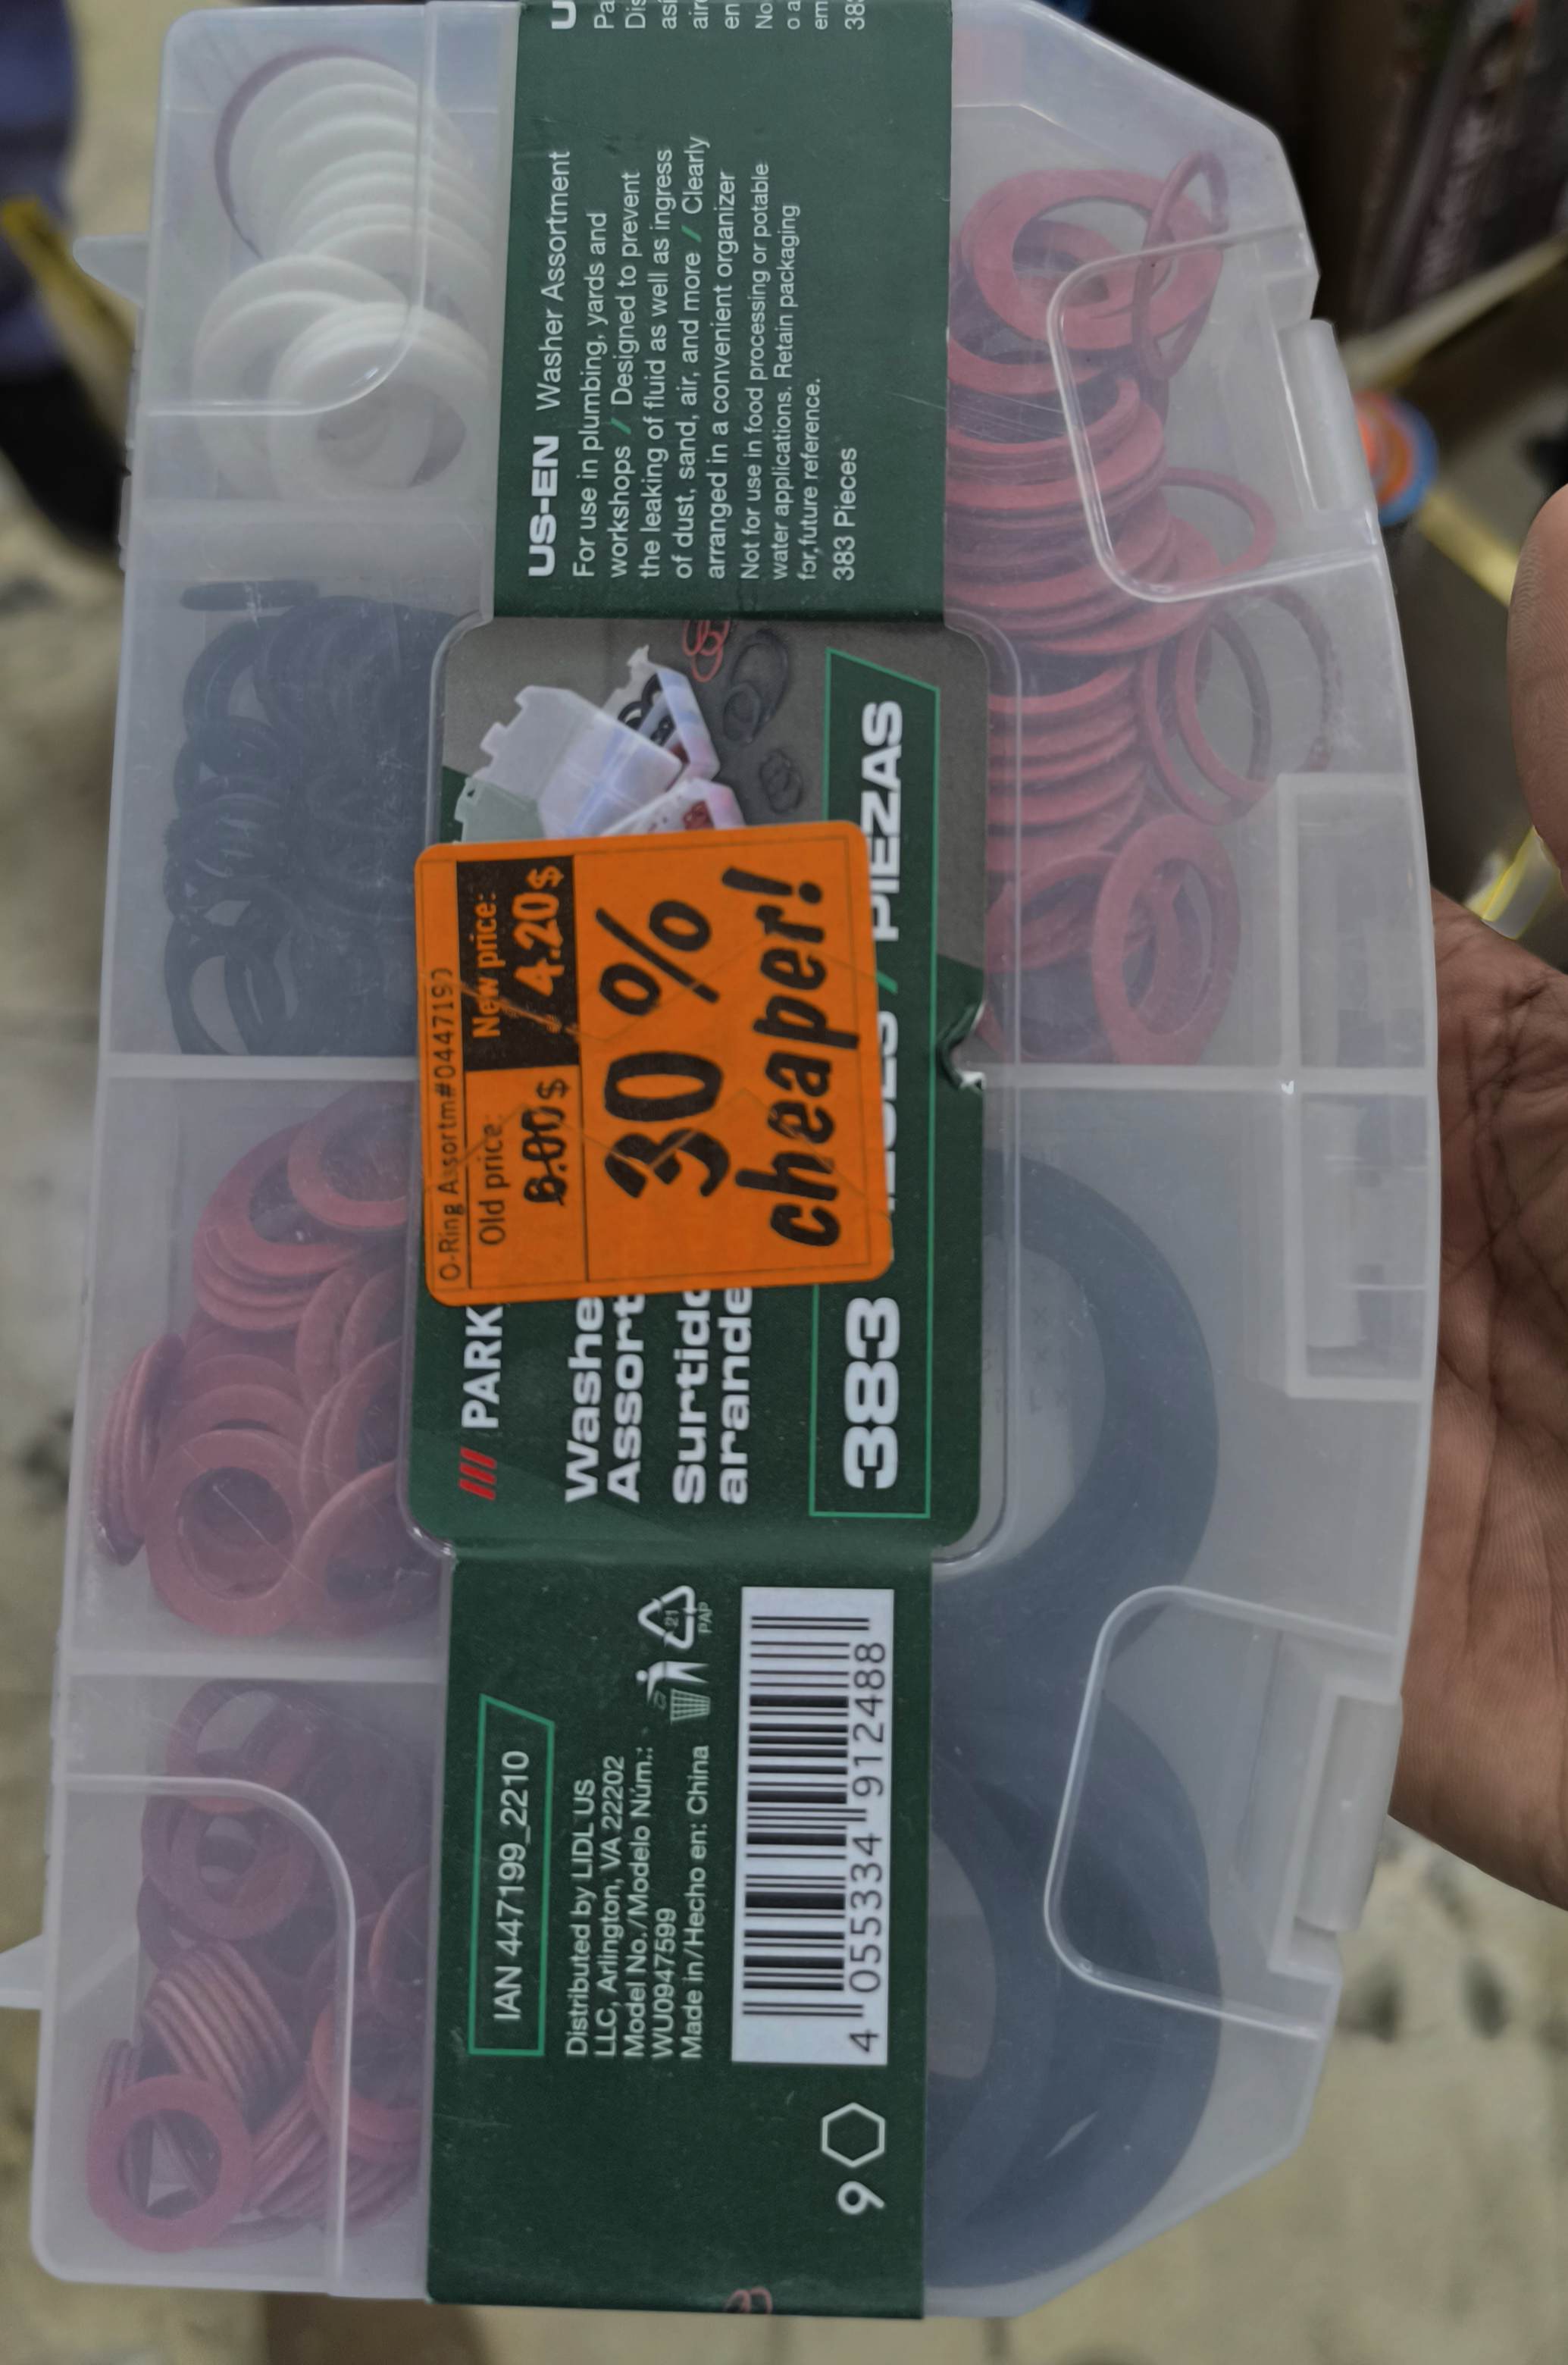 US-EN Washer Assortment
For use in plumbing, yards and
workshops / Designed to prevent
the leaking of fluid as well as ingress
of dust, sand, air, and more / Clearly
arranged in a convenient organizer
Not for use in food processing or potable
water applications. Retain packaging
for future reference.
383 Pieces
O-Ring Assortm#0447199
Old price:
6.00$
New price:
4.20$
30 %
cheaper!
/// PARK
Washe
Assort
Surtido
arande
383
/ PIEZAS
IAN 447199_2210
Distributed by LIDL US
LLC, Arlington, VA 22202
Model No./Modelo Núm.:
WU0947599
Made in/Hecho en: China
21
PAP
4 055334 912488
9